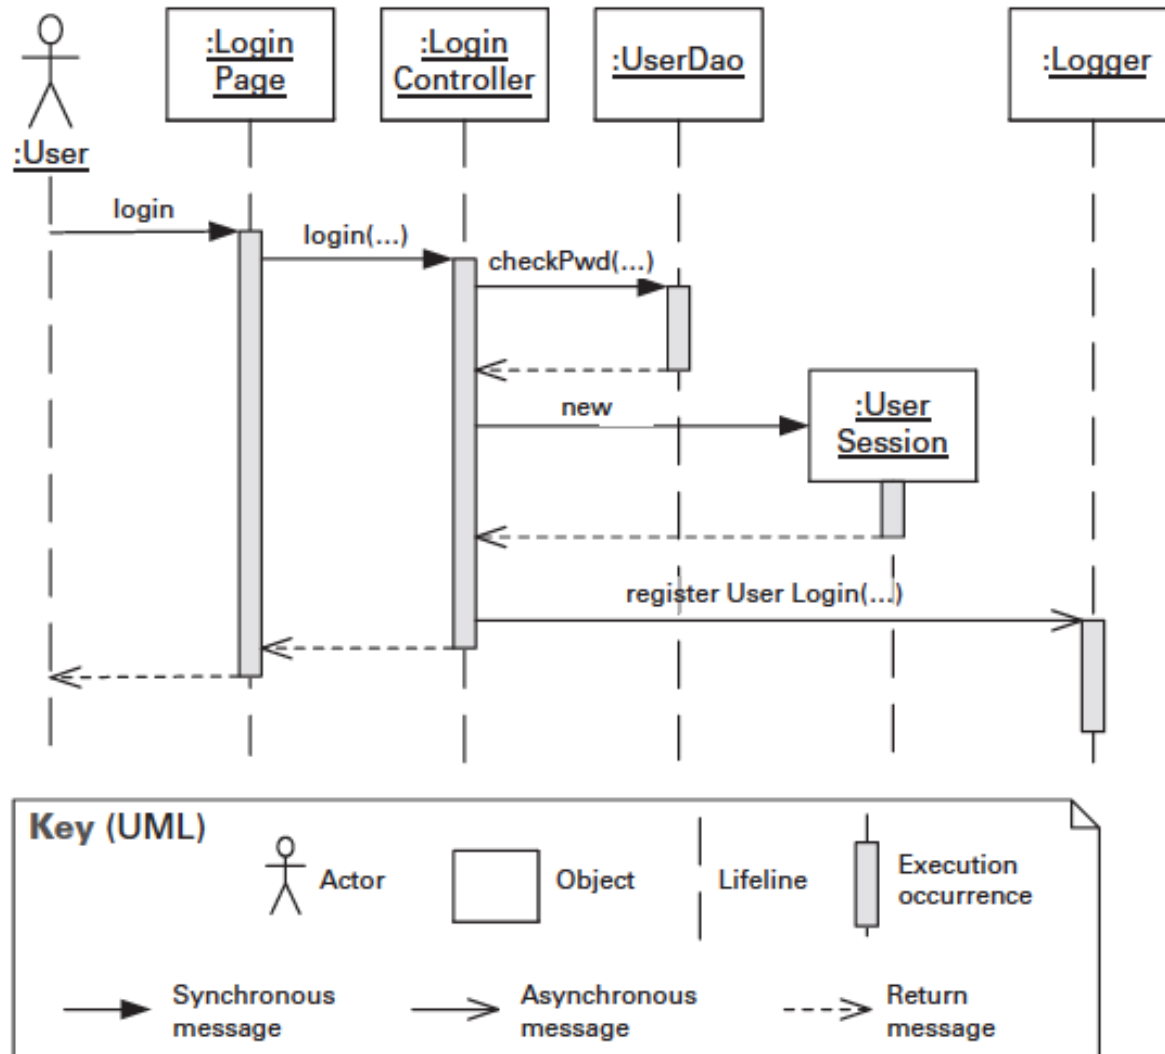 :Login
Page
:Login
Controller
:UserDao
:Logger
:User
login
login(...)
checkPwd(...)
new
:User
Session
register User Login(...)
Key (UML)
Actor
Object
Lifeline
Execution
occurrence
Synchronous
message
Asynchronous
message
Return
message